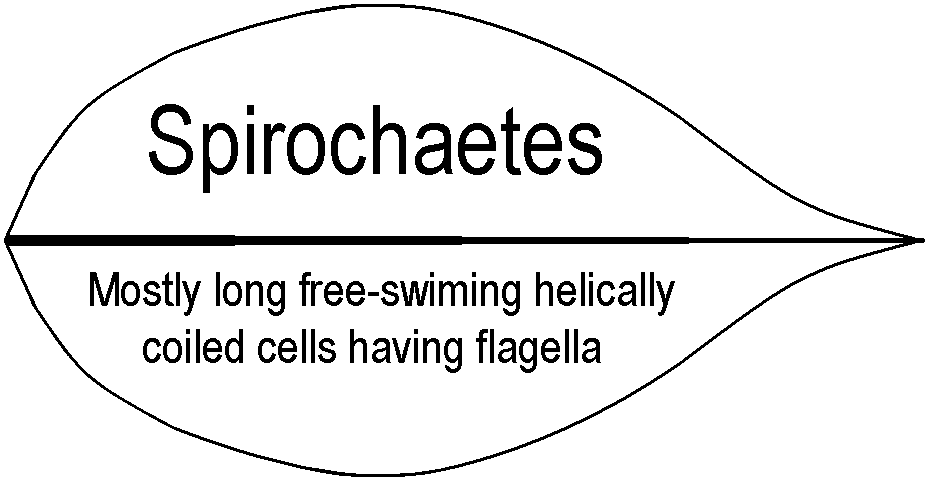 Spirochaetes
Mostly long free-swiming helically
coiled cells having flagella